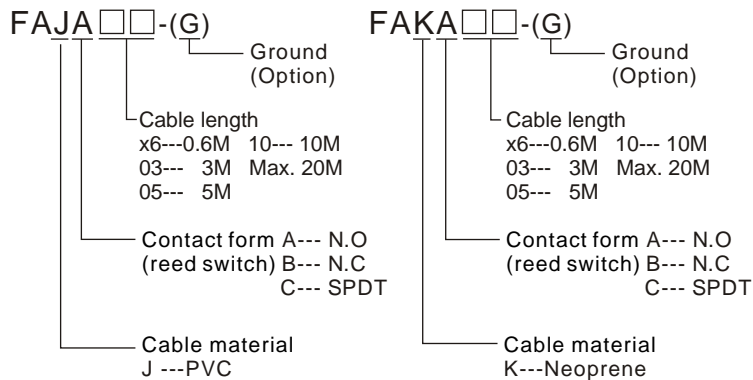 FAJA□□-(G)
Ground
(Option)
Cable length
x6---0.6M 10--- 10M
03--- 3M Max. 20M
05--- 5M
Contact form A--- N.O
(reed switch) B--- N.C
C--- SPDT
Cable material
J ---PVC
FAKA□□-(G)
Ground
(Option)
Cable length
x6---0.6M 10--- 10M
03--- 3M Max. 20M
05--- 5M
Contact form A--- N.O
(reed switch) B--- N.C
C--- SPDT
Cable material
K---Neoprene